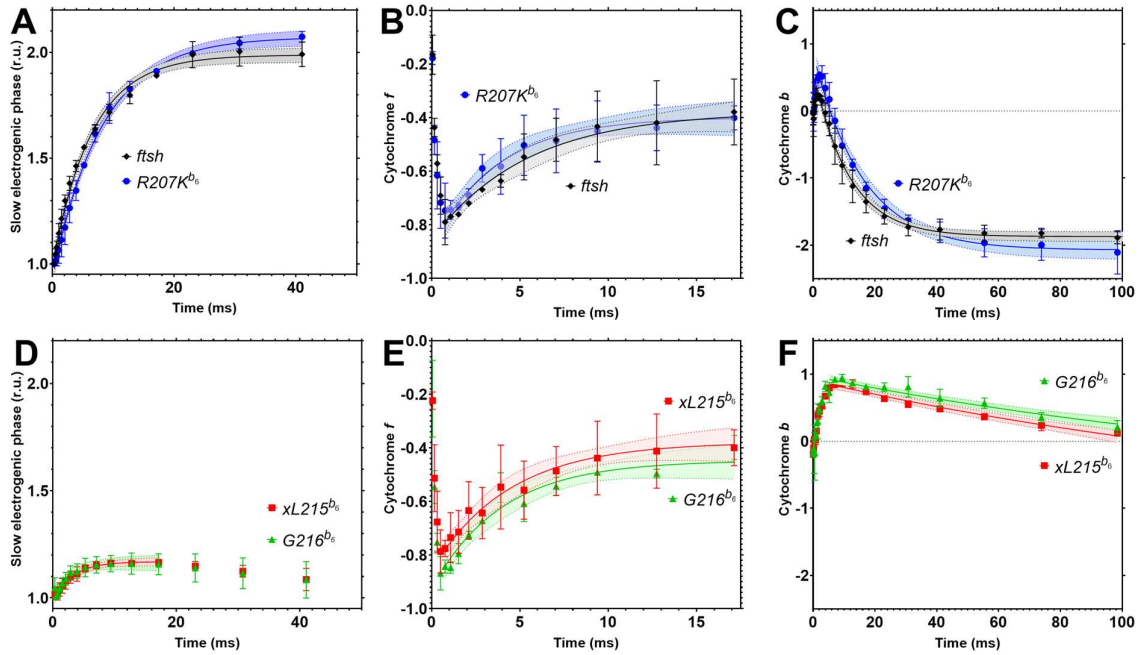 A
Slow electrogenic phase (r.u.)
2.0
1.5
1.0
ftsh
R207K^b₆
0
20
40
Time (ms)
B
Cytochrome f
0.0
-0.2
-0.4
-0.6
-0.8
-1.0
R207K^b₆
ftsh
0
5
10
15
Time (ms)
C
Cytochrome b
0
-1
-2
R207K^b₆
ftsh
0
20
40
60
80
100
Time (ms)
D
Slow electrogenic phase (r.u.)
2.0
1.5
1.0
xL215^b₆
G216^b₆
0
20
40
Time (ms)
E
Cytochrome f
0.0
-0.2
-0.4
-0.6
-0.8
-1.0
xL215^b₆
G216^b₆
0
5
10
15
Time (ms)
F
Cytochrome b
1
0
-1
-2
G216^b₆
xL215^b₆
0
20
40
60
80
100
Time (ms)